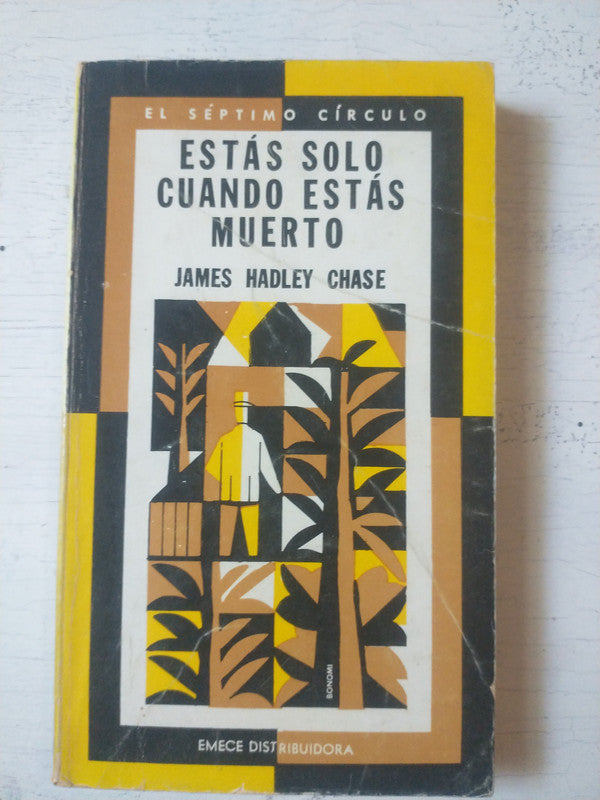 EL SÉPTIMO CÍRCULO
ESTÁS SOLO
CUANDO ESTÁS
MUERTO
JAMES HADLEY CHASE
BONOMI
EMECE DISTRIBUIDORA